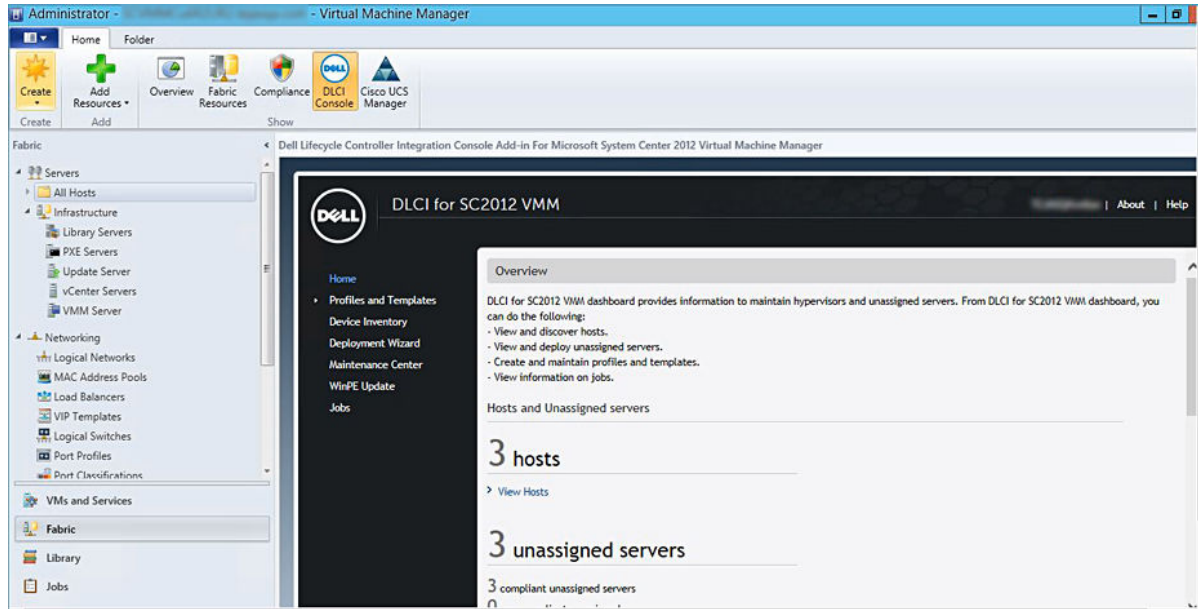 Administrator - - Virtual Machine Manager
Home Folder
Create
Add Resources
Overview
Fabric Resources
Compliance
DELL
DLCI Console
Cisco UCS Manager
Create Add Show
Fabric
Servers
All Hosts
Infrastructure
Library Servers
PXE Servers
Update Server
vCenter Servers
VMM Server
Networking
Logical Networks
MAC Address Pools
Load Balancers
VIP Templates
Logical Switches
Port Profiles
Port Classifications
VMs and Services
Fabric
Library
Jobs
Dell Lifecycle Controller Integration Console Add-in For Microsoft System Center 2012 Virtual Machine Manager
DELL
DLCI for SC2012 VMM
| About | Help
Home
Profiles and Templates
Device Inventory
Deployment Wizard
Maintenance Center
WinPE Update
Jobs
Overview
DLCI for SC2012 VMM dashboard provides information to maintain hypervisors and unassigned servers. From DLCI for SC2012 VMM dashboard, you
can do the following:
- View and discover hosts.
- View and deploy unassigned servers.
- Create and maintain profiles and templates.
- View information on jobs.
Hosts and Unassigned servers
3 hosts
View Hosts
3 unassigned servers
3 compliant unassigned servers